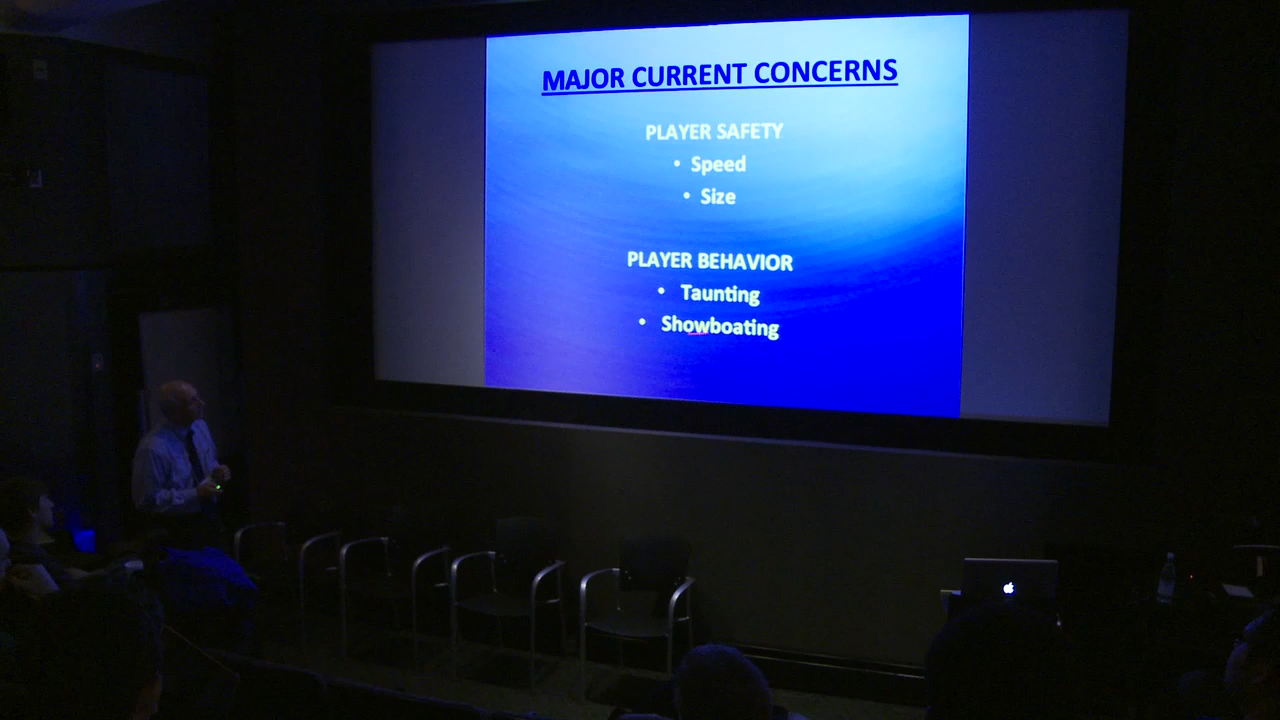 MAJOR CURRENT CONCERNS
PLAYER SAFETY
• Speed
• Size
PLAYER BEHAVIOR
• Taunting
• Showboating